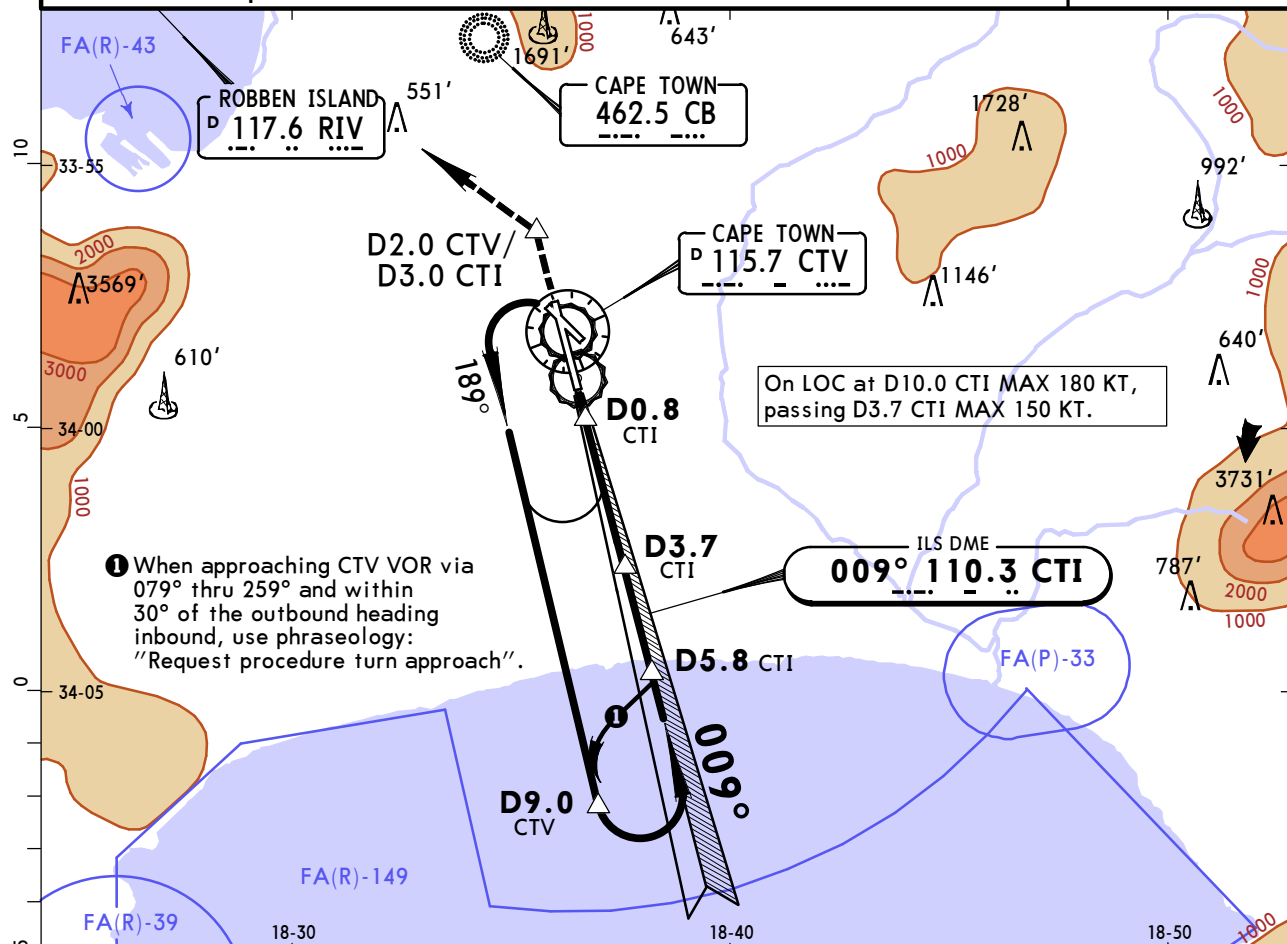 FA(R)-43
1691'
1000
643'
551'
ROBBEN ISLAND
D 117.6 RIV
CAPE TOWN
462.5 CB
1728'
1000
1000
992'
10
33-55
2000
3569'
3000
D2.0 CTV/
D3.0 CTI
CAPE TOWN
D 115.7 CTV
1146'
1000
610'
189°
640'
On LOC at D10.0 CTI MAX 180 KT,
passing D3.7 CTI MAX 150 KT.
5
34-00
D0.8
CTI
1000
3731'
❶ When approaching CTV VOR via
079° thru 259° and within
30° of the outbound heading
inbound, use phraseology:
"Request procedure turn approach".
D3.7
CTI
ILS DME
009° 110.3 CTI
787'
2000
1000
0
34-05
D5.8 CTI
FA(P)-33
❶
009°
D9.0
CTV
FA(R)-149
FA(R)-39
18-30
18-40
18-50
1000